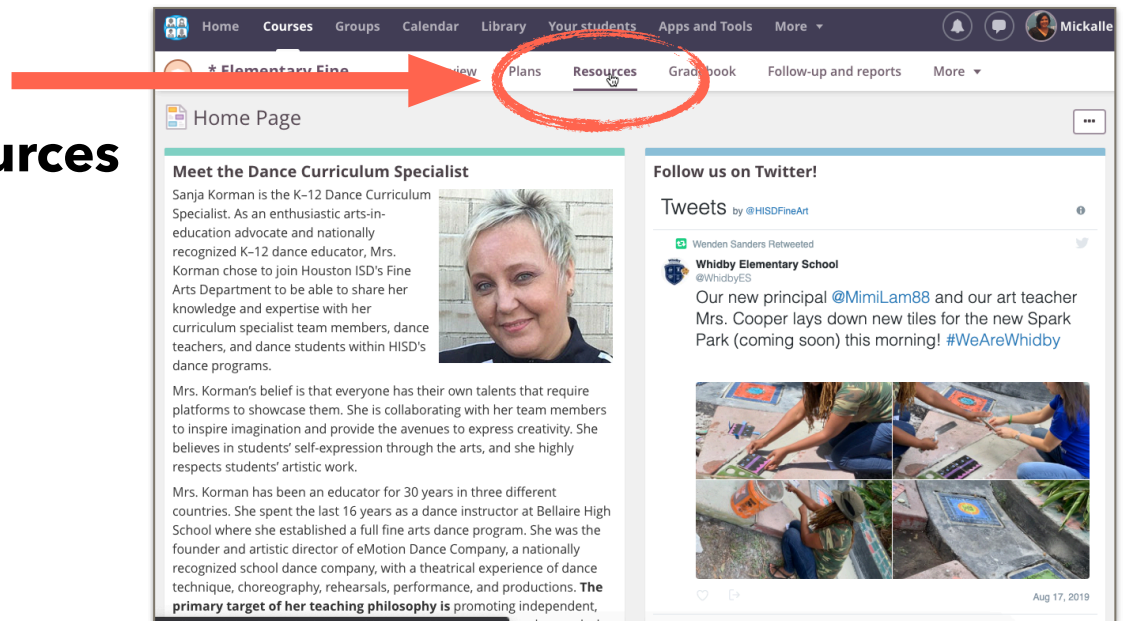 Home Courses Groups Calendar Library Your students Apps and Tools More
Mickalle
* Elementary Fine
Plans Resources Gradebook Follow-up and reports More
Home Page
urces
Meet the Dance Curriculum Specialist
Sanja Korman is the K–12 Dance Curriculum
Specialist. As an enthusiastic arts-in-
education advocate and nationally
recognized K–12 dance educator, Mrs.
Korman chose to join Houston ISD's Fine
Arts Department to be able to share her
knowledge and expertise with her
curriculum specialist team members, dance
teachers, and dance students within HISD's
dance programs.
Mrs. Korman’s belief is that everyone has their own talents that require
platforms to showcase them. She is collaborating with her team members
to inspire imagination and provide the avenues to express creativity. She
believes in students’ self-expression through the arts, and she highly
respects students’ artistic work.
Mrs. Korman has been an educator for 30 years in three different
countries. She spent the last 16 years as a dance instructor at Bellaire High
School where she established a full fine arts dance program. She was the
founder and artistic director of eMotion Dance Company, a nationally
recognized school dance company, with a theatrical experience of dance
technique, choreography, rehearsals, performance, and productions. The
primary target of her teaching philosophy is promoting independent,
Follow us on Twitter!
Tweets by @HISDFineArt
Wenden Sanders Retweeted
Whidby Elementary School
@WhidbyES
Our new principal @MimiLam88 and our art teacher
Mrs. Cooper lays down new tiles for the new Spark
Park (coming soon) this morning! #WeAreWhidby
Aug 17, 2019